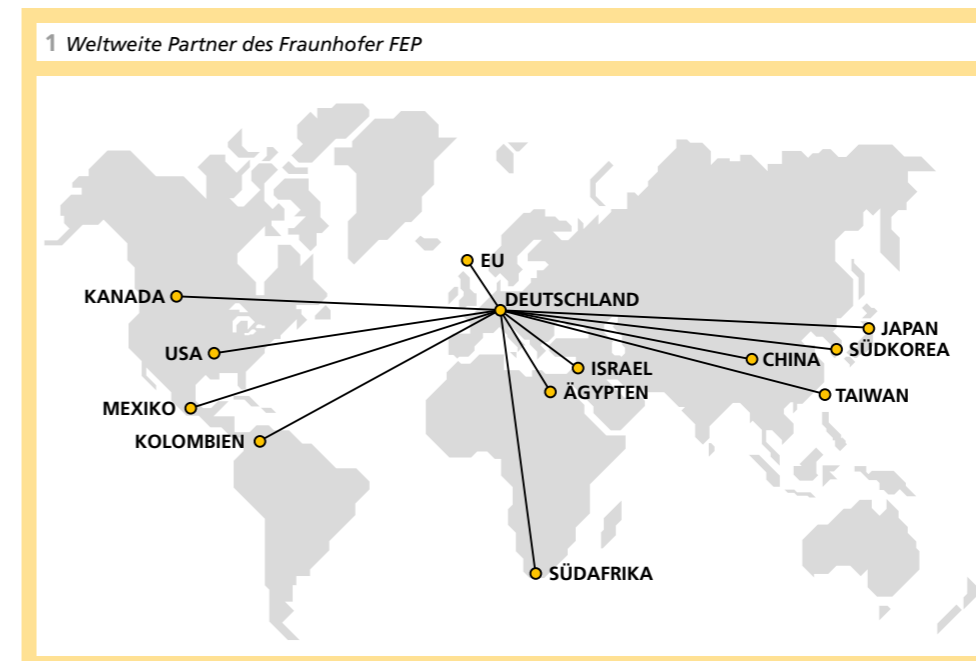 1 Weltweite Partner des Fraunhofer FEP
EU
KANADA
DEUTSCHLAND
JAPAN
SÜDKOREA
USA
CHINA
ISRAEL
ÄGYPTEN
TAIWAN
MEXIKO
KOLOMBIEN
SÜDAFRIKA